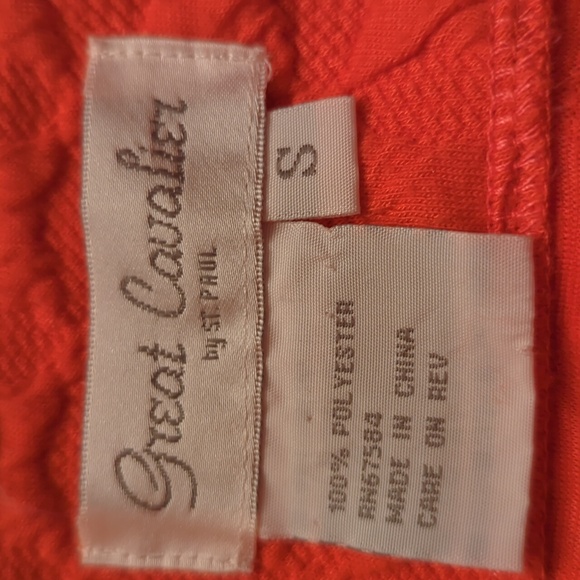 Great Cavalier
by ST. PAUL
S
100% POLYESTER
RN67584
MADE IN CHINA
CARE ON REV